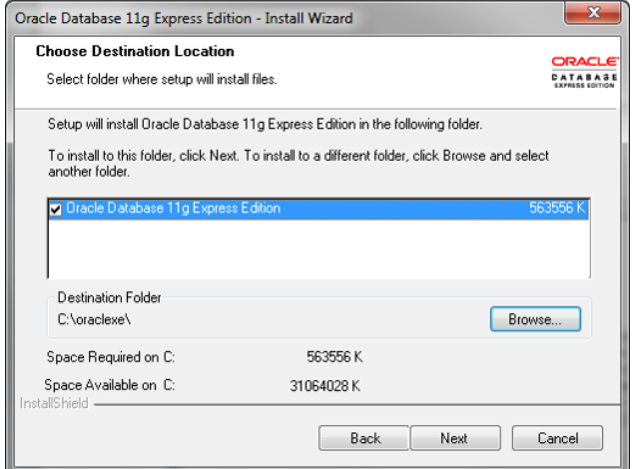 Oracle Database 11g Express Edition - Install Wizard
Choose Destination Location
Select folder where setup will install files.
ORACLE
DATABASE
EXPRESS EDITION
Setup will install Oracle Database 11g Express Edition in the following folder.
To install to this folder, click Next. To install to a different folder, click Browse and select
another folder.
Oracle Database 11g Express Edition 563556 K
Destination Folder
C:\oraclexe\
Browse...
Space Required on C: 563556 K
Space Available on C: 31064028 K
InstallShield
Back Next Cancel